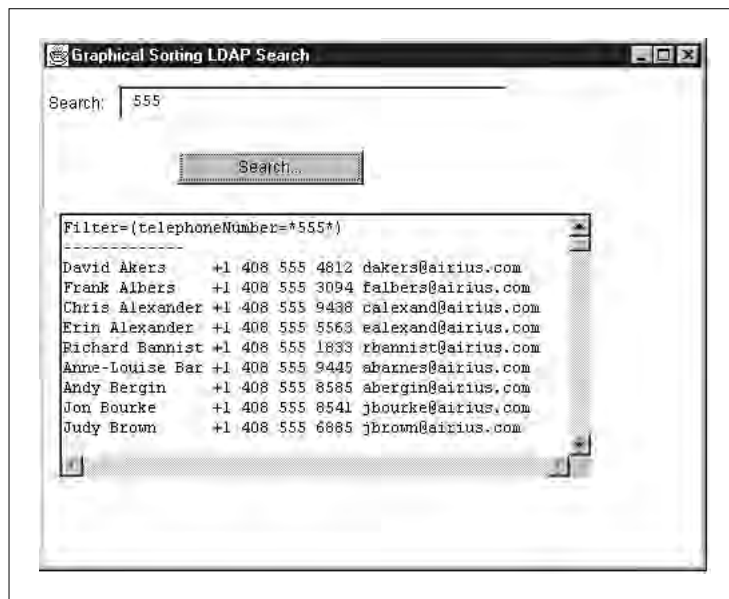 Graphical Sorting LDAP Search
Search: 555
Search...
Filter=(telephoneNumber=*555*)
-------------
David Akers +1 408 555 4812 dakers@airius.com
Frank Albers +1 408 555 3094 falbers@airius.com
Chris Alexander +1 408 555 9438 calexand@airius.com
Erin Alexander +1 408 555 5563 ealexand@airius.com
Richard Bannist +1 408 555 1833 rbannist@airius.com
Anne-Louise Bar +1 408 555 9445 abarnes@airius.com
Andy Bergin +1 408 555 8585 abergin@airius.com
Jon Bourke +1 408 555 8541 jbourke@airius.com
Judy Brown +1 408 555 6885 jbrown@airius.com